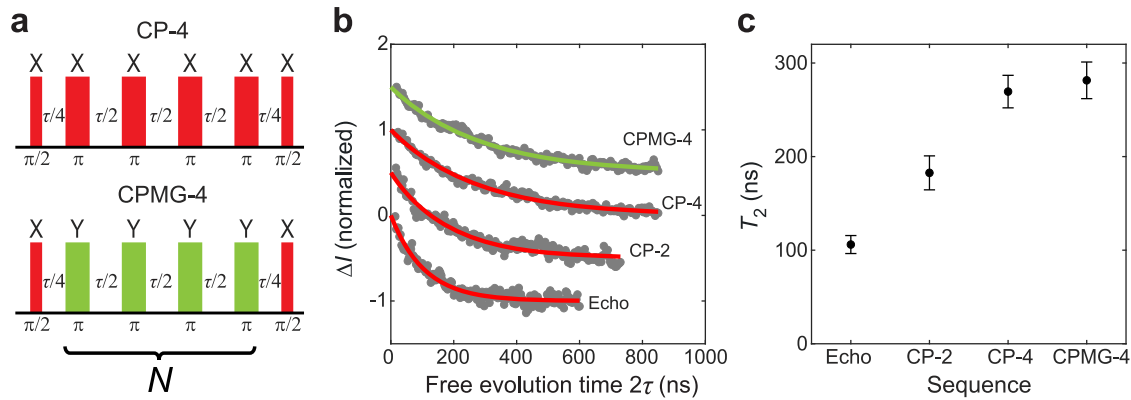 a
CP-4
X X X X X X
τ/4 τ/2 τ/2 τ/2 τ/4
π/2 π π π π π/2
CPMG-4
X Y Y Y Y X
τ/4 τ/2 τ/2 τ/2 τ/4
π/2 π π π π π/2
N
b
2
1
0
-1
ΔI (normalized)
CPMG-4
CP-4
CP-2
Echo
0 200 400 600 800 1000
Free evolution time 2τ (ns)
c
300
200
100
0
T2 (ns)
Echo CP-2 CP-4 CPMG-4
Sequence